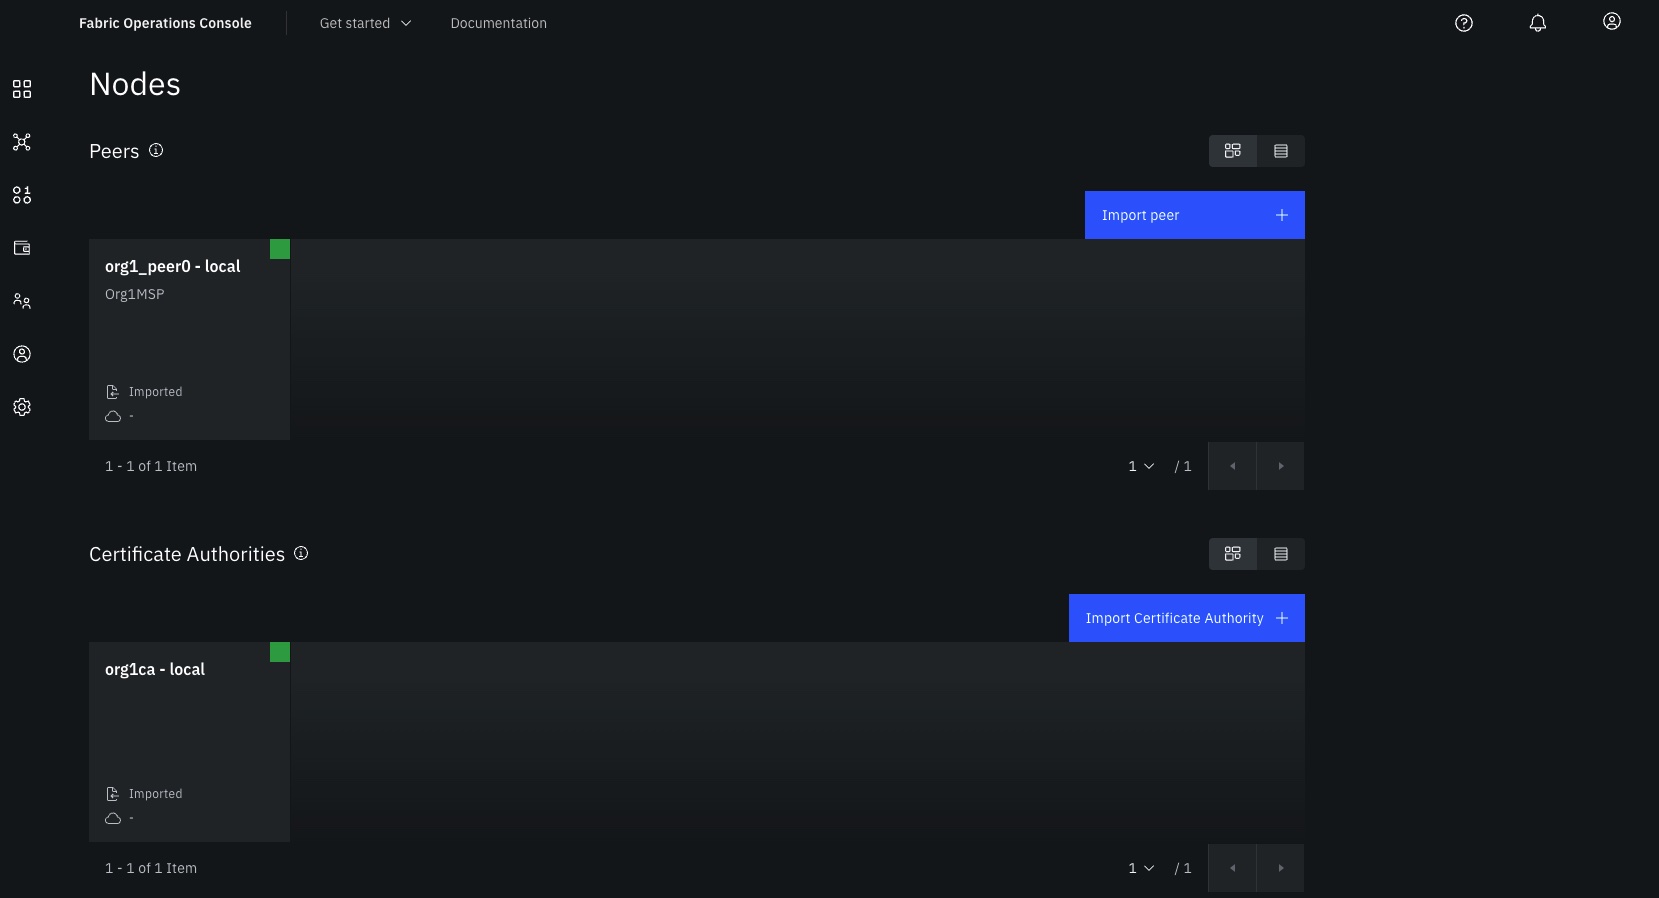 Fabric Operations Console
Get started
Documentation
Nodes
Peers
Import peer
org1_peer0 - local
Org1MSP
Imported
-
1 - 1 of 1 Item
1
/ 1
Certificate Authorities
Import Certificate Authority
org1ca - local
Imported
-
1 - 1 of 1 Item
1
/ 1